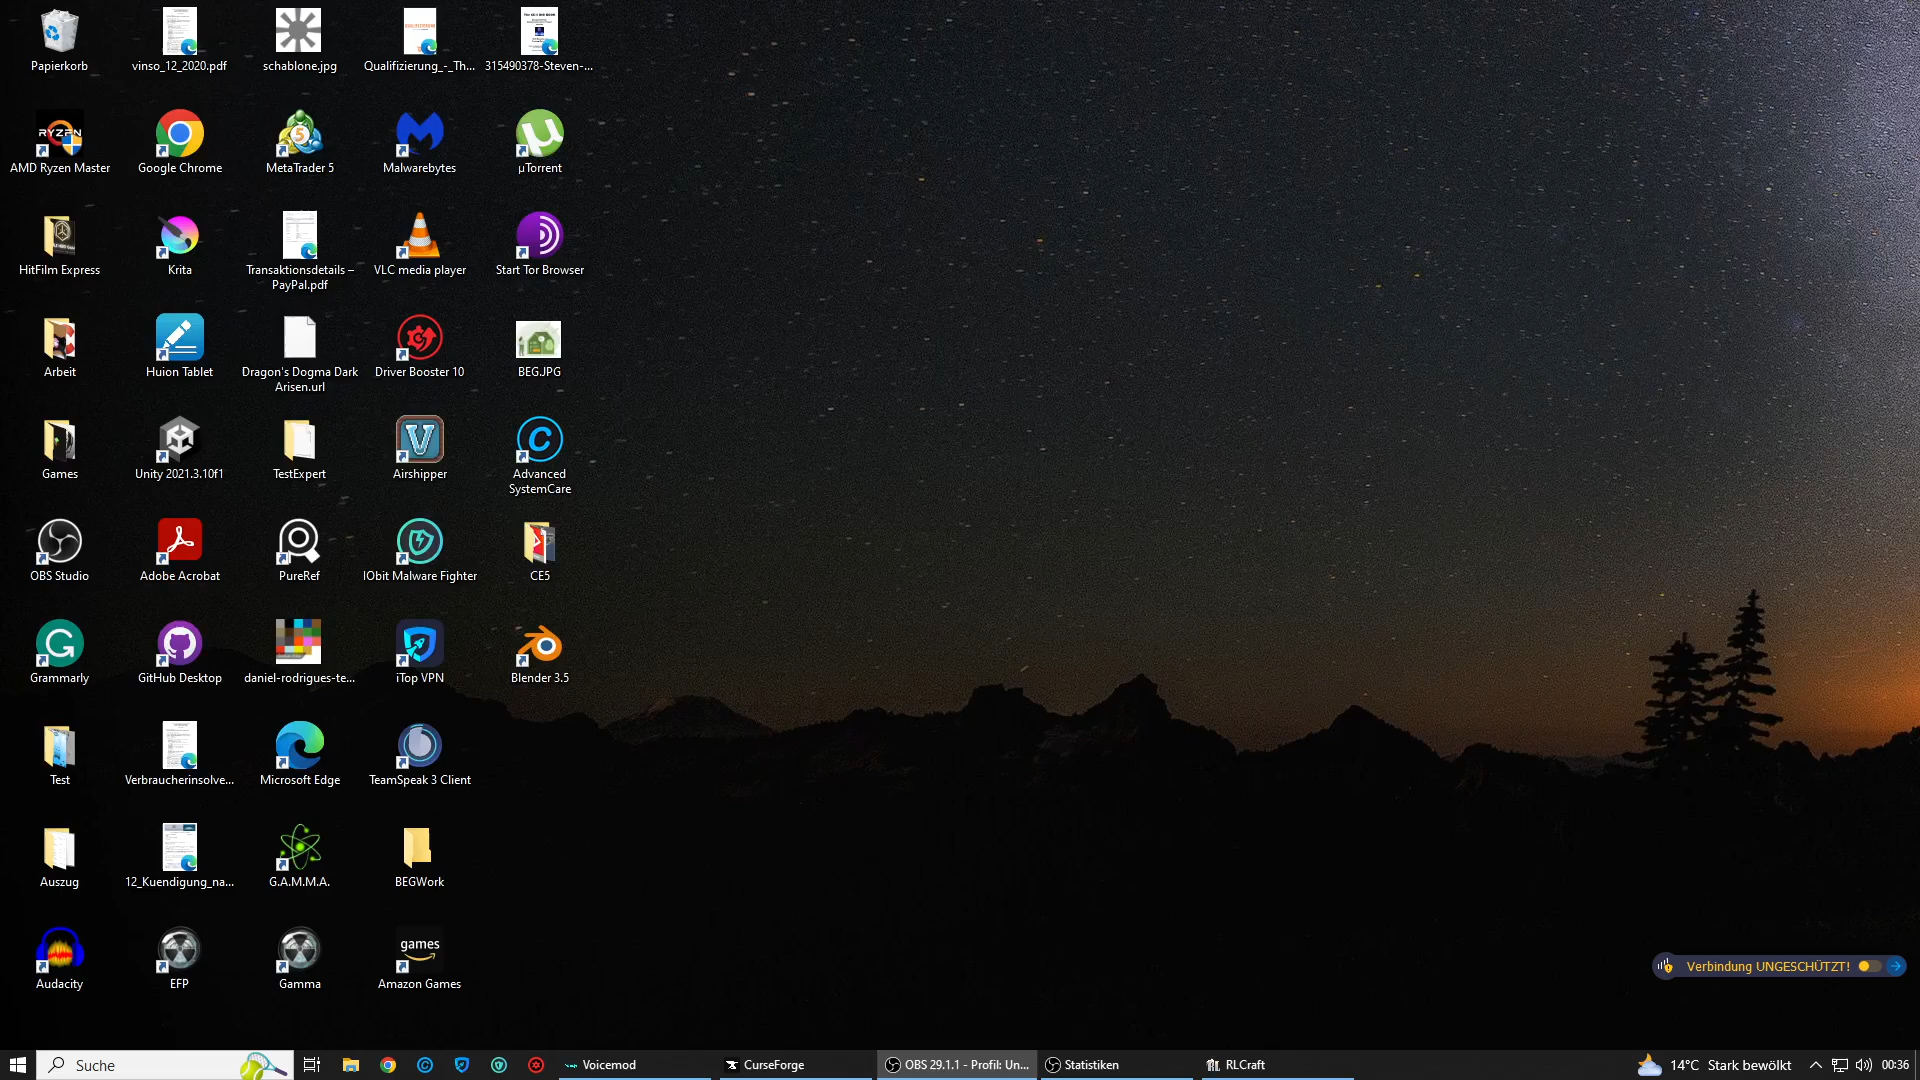 Papierkorb
vinso_12_2020.pdf
schablone.jpg
Qualifizierung_-_Th...
315490378-Steven-...
RYZEN
AMD Ryzen Master
Google Chrome
5
MetaTrader 5
Malwarebytes
µTorrent
HitFilm Express
Krita
Transaktionsdetails –
PayPal.pdf
VLC media player
Start Tor Browser
Arbeit
Huion Tablet
Dragon's Dogma Dark
Arisen.url
Driver Booster 10
BEG.JPG
Games
Unity 2021.3.10f1
TestExpert
Airshipper
Advanced
SystemCare
OBS Studio
Adobe Acrobat
PureRef
IObit Malware Fighter
CE5
Grammarly
GitHub Desktop
daniel-rodrigues-te...
iTop VPN
Blender 3.5
Test
Verbraucherinsolve...
Microsoft Edge
TeamSpeak 3 Client
Auszug
12_Kuendigung_na...
G.A.M.M.A.
BEGWork
Audacity
EFP
Gamma
games
Amazon Games
Verbindung UNGESCHÜTZT!
Suche
Voicemod
CurseForge
OBS 29.1.1 - Profil: Un...
Statistiken
RLCraft
14°C Stark bewölkt
00:36